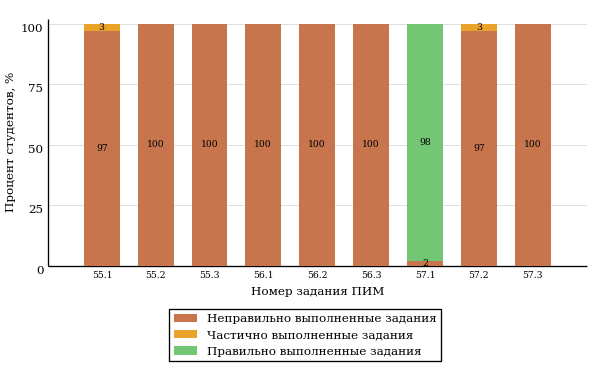 Процент студентов, %
100
75
50
25
0
3
97
100
100
100
100
100
98
2
3
97
100
55.1 55.2 55.3 56.1 56.2 56.3 57.1 57.2 57.3
Номер задания ПИМ
Неправильно выполненные задания
Частично выполненные задания
Правильно выполненные задания